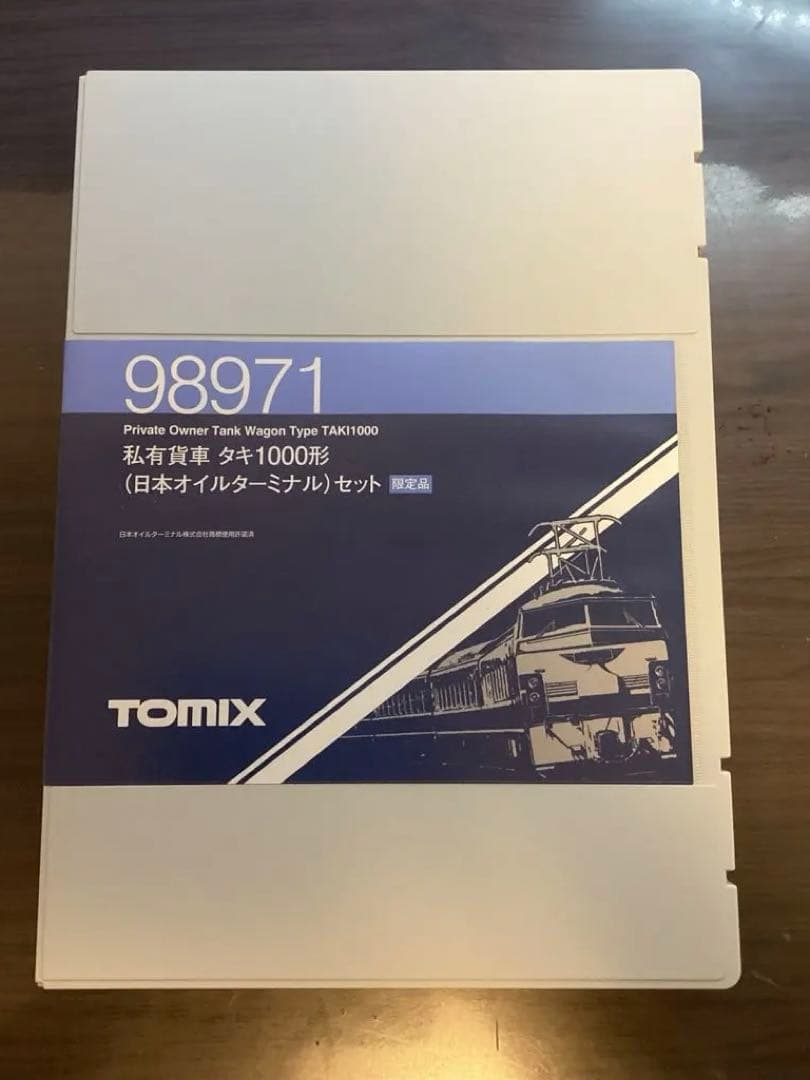 98971
Private Owner Tank Wagon Type TAKI1000
私有貨車 タキ1000形
（日本オイルターミナル）セット 限定品
日本オイルターミナル株式会社商標使用許諾済
TOMIX